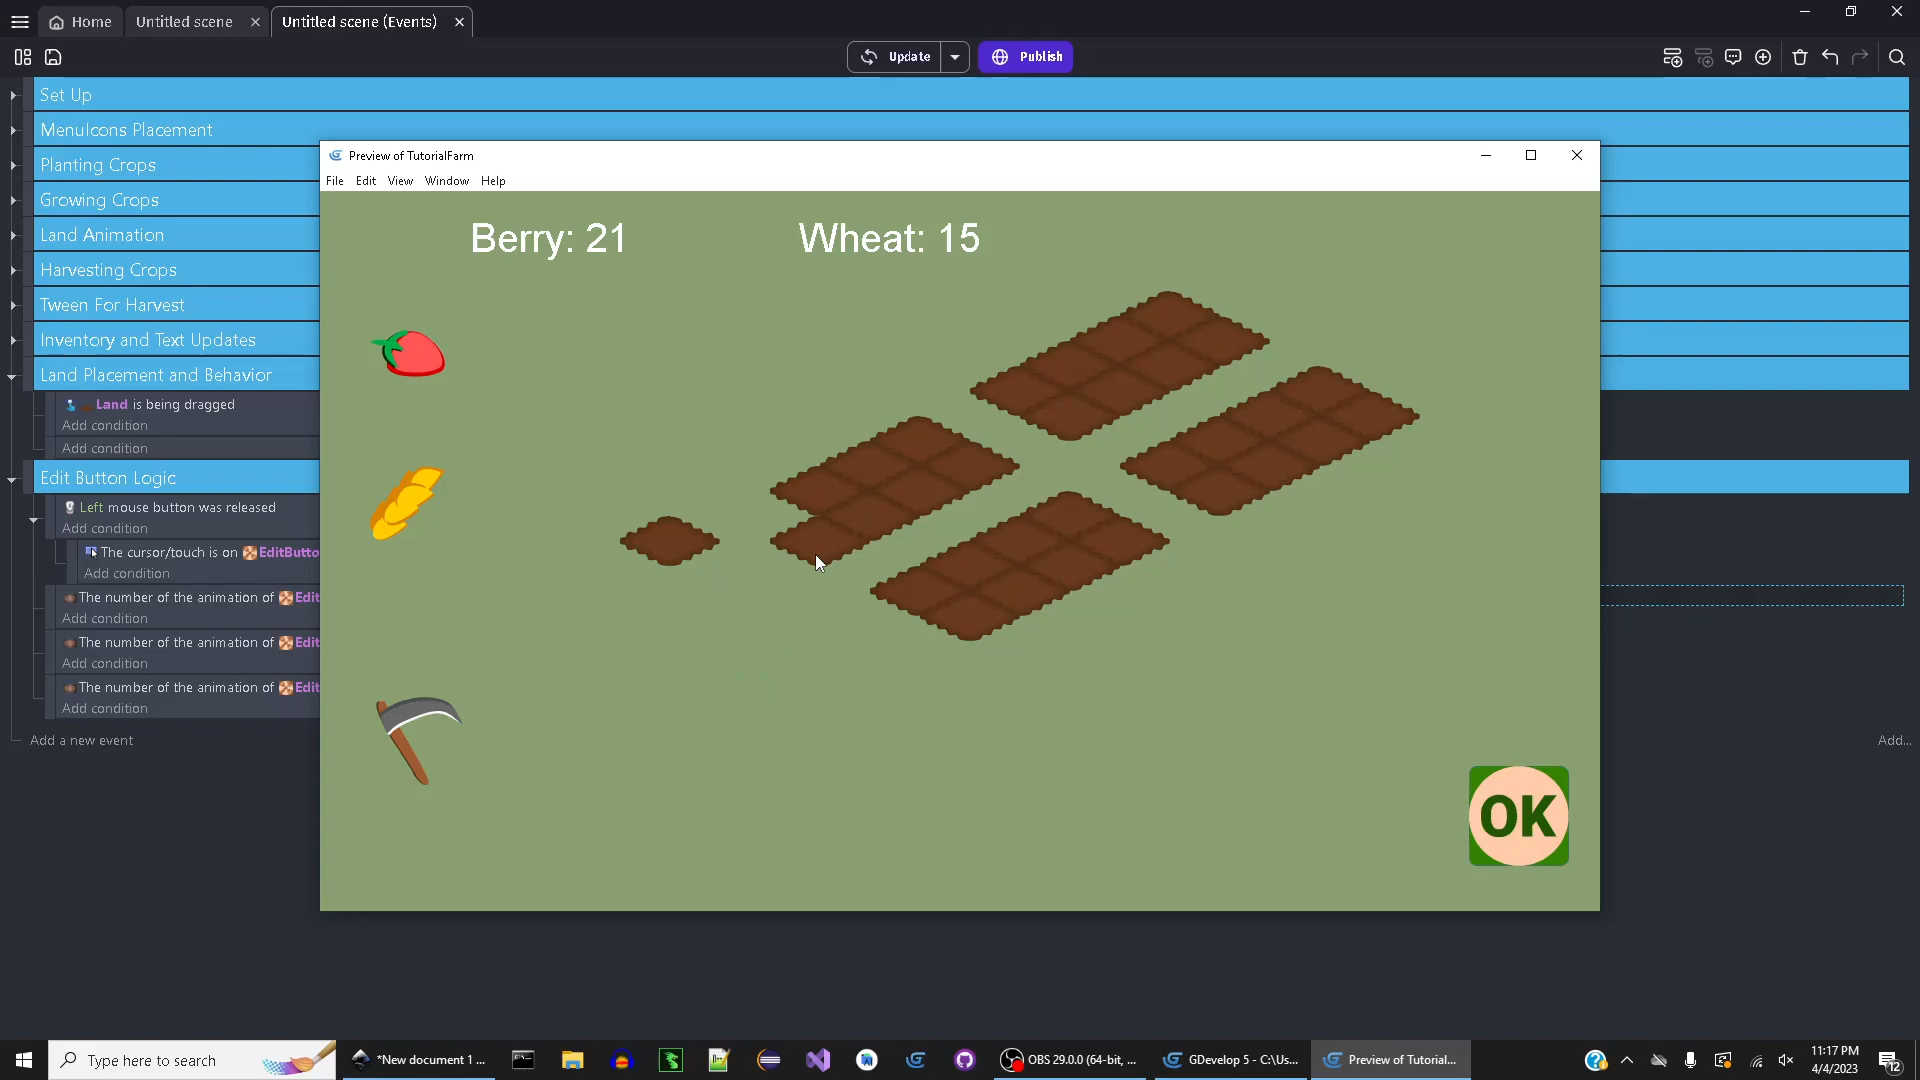 Home
Untitled scene
Untitled scene (Events)
Update
Publish
Set Up
MenuIcons Placement
Planting Crops
Growing Crops
Land Animation
Harvesting Crops
Tween For Harvest
Inventory and Text Updates
Land Placement and Behavior
Land is being dragged
Add condition
Add condition
Edit Button Logic
Left mouse button was released
Add condition
The cursor/touch is on EditButto
Add condition
The number of the animation of Edit
Add condition
The number of the animation of Edit
Add condition
The number of the animation of Edit
Add condition
Add a new event
Add...
Preview of TutorialFarm
File Edit View Window Help
Berry: 21
Wheat: 15
OK
Type here to search
*New document 1 ...
OBS 29.0.0 (64-bit, ...
GDevelop 5 - C:\Us...
Preview of Tutorial...
11:17 PM
4/4/2023
12